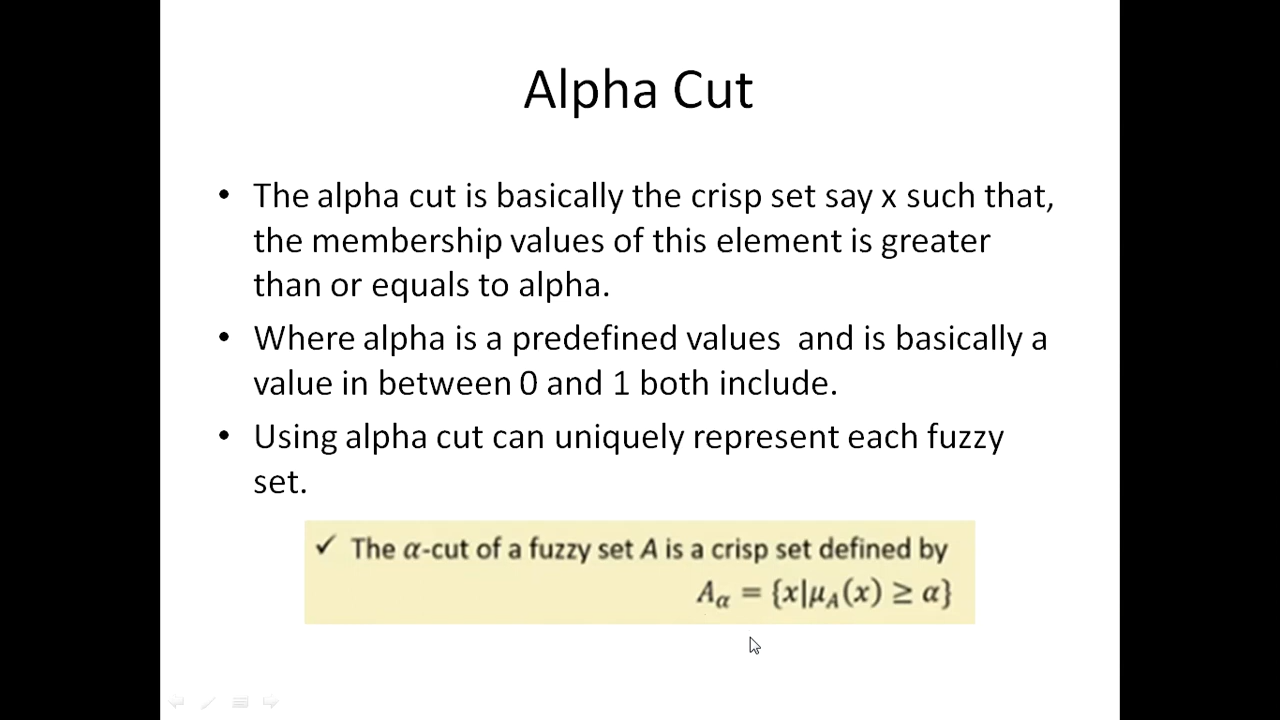 Alpha Cut
• The alpha cut is basically the crisp set say x such that,
the membership values of this element is greater
than or equals to alpha.
• Where alpha is a predefined values  and is basically a
value in between 0 and 1 both include.
• Using alpha cut can uniquely represent each fuzzy
set.
✓ The α-cut of a fuzzy set A is a crisp set defined by
Aα = {x|μA(x) ≥ α}